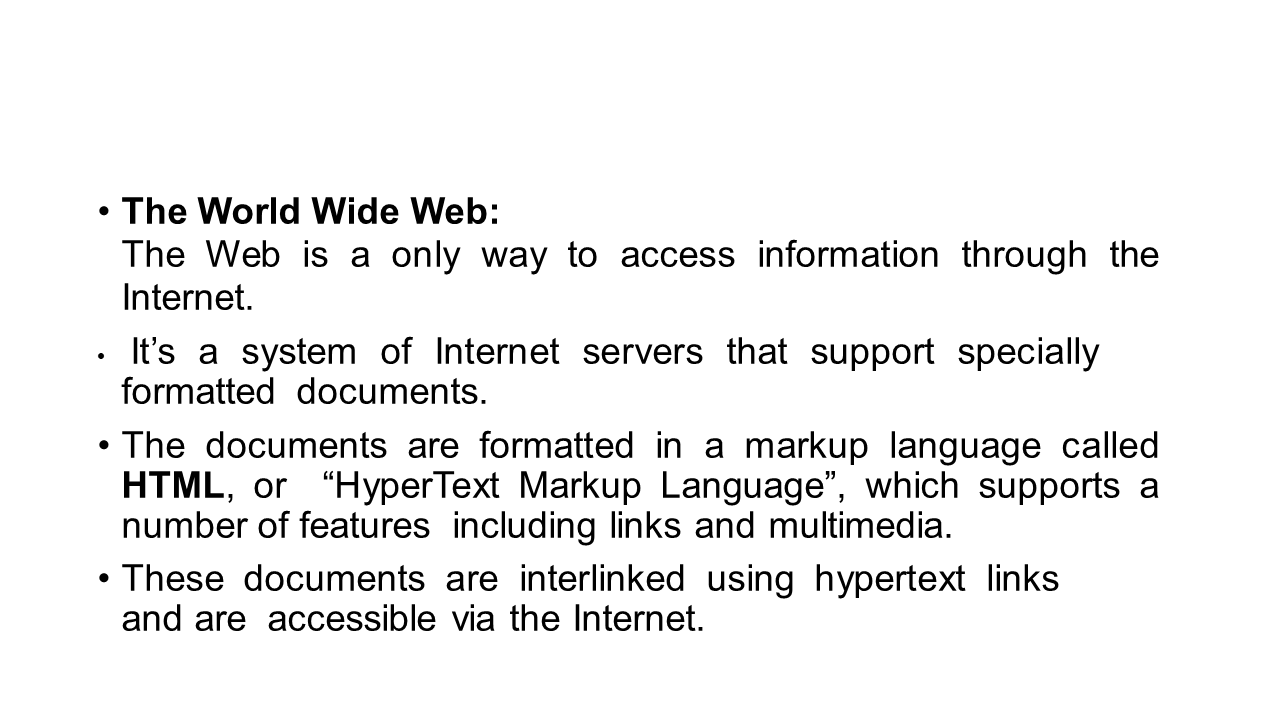 • The World Wide Web:
The Web is a only way to access information through the
Internet.
• It’s a system of Internet servers that support specially
formatted documents.
• The documents are formatted in a markup language called
HTML, or “HyperText Markup Language”, which supports a
number of features including links and multimedia.
• These documents are interlinked using hypertext links
and are accessible via the Internet.